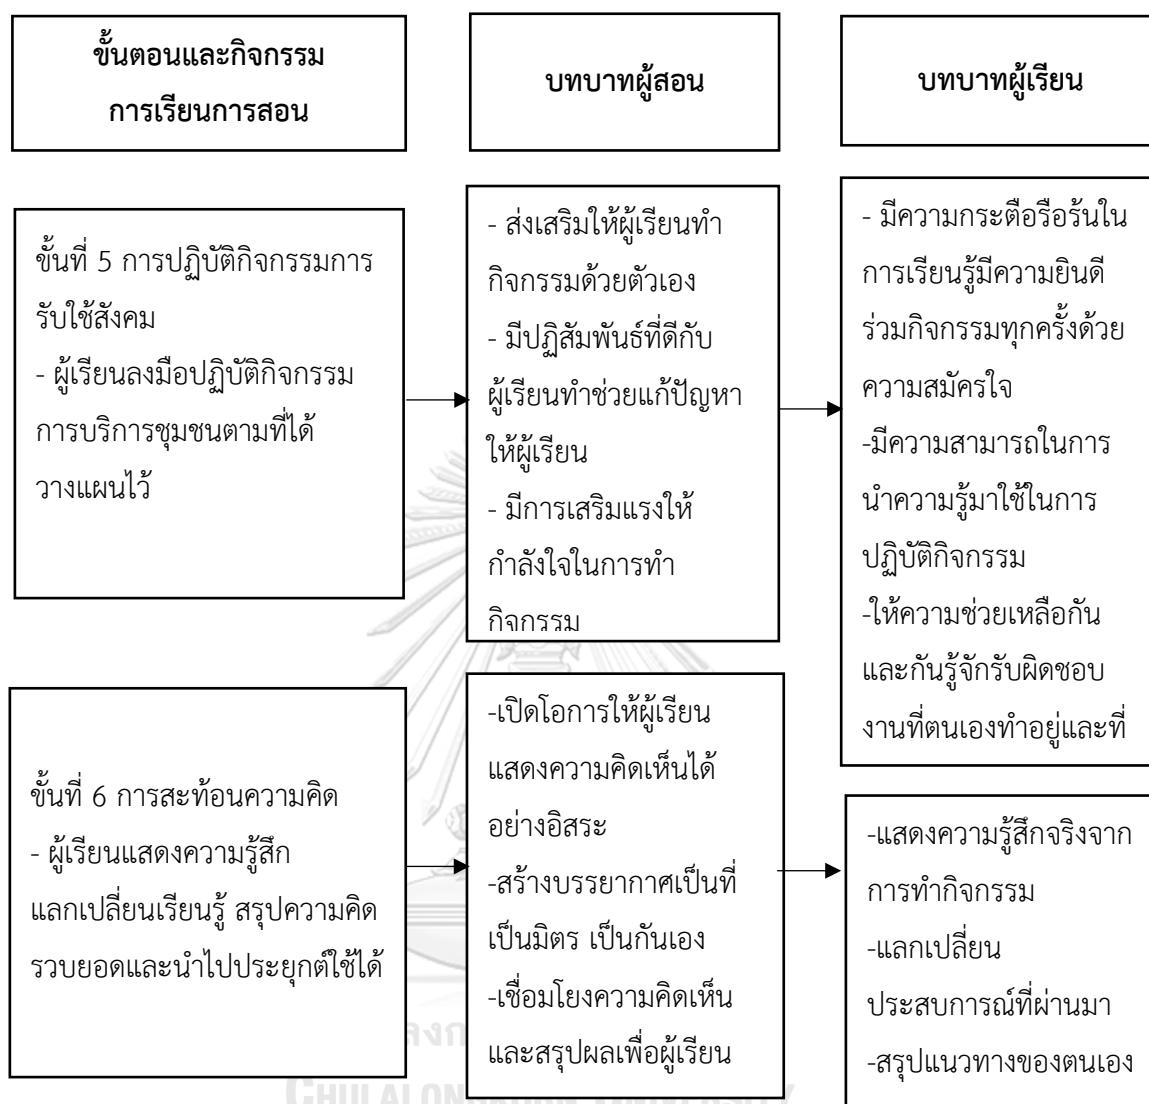 ขั้นตอนและกิจกรรม
การเรียนการสอน
บทบาทผู้สอน
บทบาทผู้เรียน
ขั้นที่ 5 การปฏิบัติกิจกรรมการ
รับใช้สังคม
- ผู้เรียนลงมือปฏิบัติกิจกรรม
การบริการชุมชนตามที่ได้
วางแผนไว้
- ส่งเสริมให้ผู้เรียนทำ
กิจกรรมด้วยตัวเอง
- มีปฏิสัมพันธ์ที่ดีกับ
ผู้เรียนทำช่วยแก้ปัญหา
ให้ผู้เรียน
- มีการเสริมแรงให้
กำลังใจในการทำ
กิจกรรม
- มีความกระตือรือร้นใน
การเรียนรู้มีความยินดี
ร่วมกิจกรรมทุกครั้งด้วย
ความสมัครใจ
-มีความสามารถในการ
นำความรู้มาใช้ในการ
ปฏิบัติกิจกรรม
-ให้ความช่วยเหลือกัน
และกันรู้จักรับผิดชอบ
งานที่ตนเองทำอยู่และที่
ขั้นที่ 6 การสะท้อนความคิด
- ผู้เรียนแสดงความรู้สึก
แลกเปลี่ยนเรียนรู้ สรุปความคิด
รวบยอดและนำไปประยุกต์ใช้ได้
-เปิดโอการให้ผู้เรียน
แสดงความคิดเห็นได้
อย่างอิสระ
-สร้างบรรยากาศเป็นที่
เป็นมิตร เป็นกันเอง
-เชื่อมโยงความคิดเห็น
และสรุปผลเพื่อผู้เรียน
-แสดงความรู้สึกจริงจาก
การทำกิจกรรม
-แลกเปลี่ยน
ประสบการณ์ที่ผ่านมา
-สรุปแนวทางของตนเอง